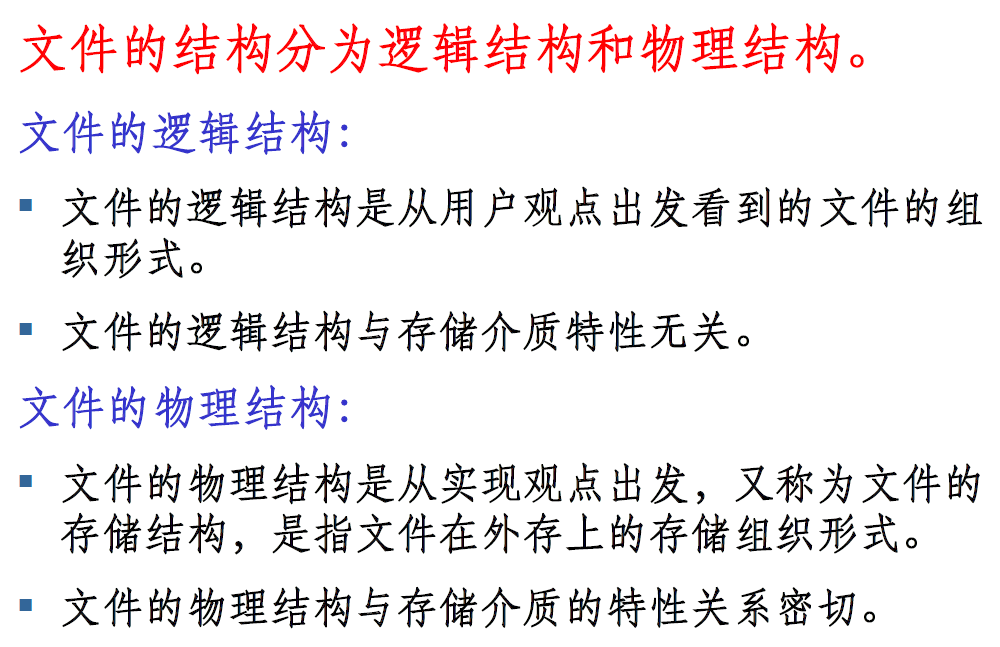 文件的结构分为逻辑结构和物理结构。
文件的逻辑结构：
▪ 文件的逻辑结构是从用户观点出发看到的文件的组
织形式。
▪ 文件的逻辑结构与存储介质特性无关。
文件的物理结构：
▪ 文件的物理结构是从实现观点出发，又称为文件的
存储结构，是指文件在外存上的存储组织形式。
▪ 文件的物理结构与存储介质的特性关系密切。